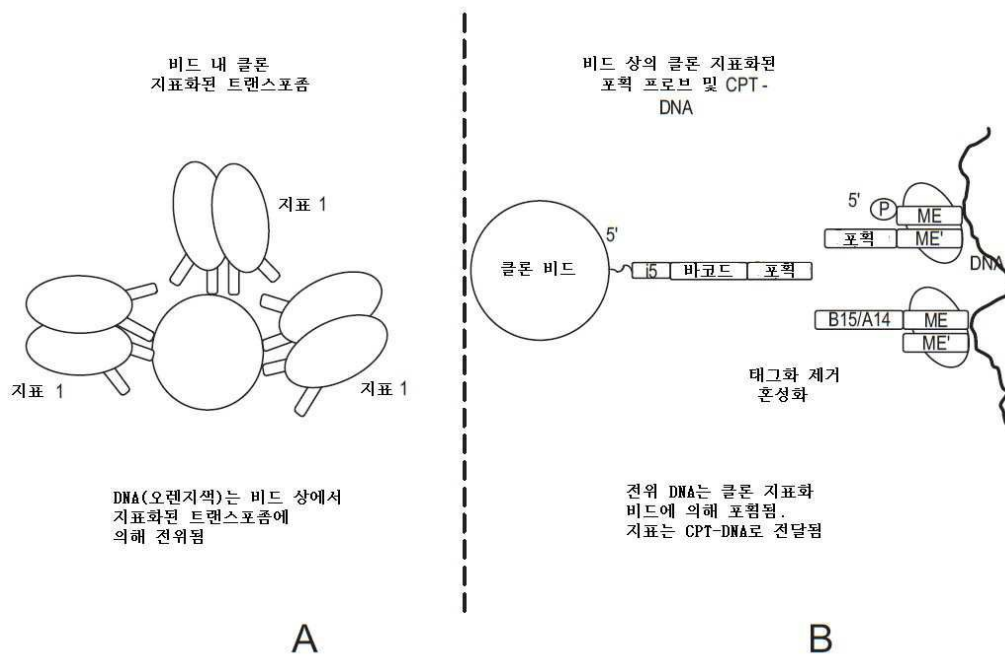 비드 내 클론
지표화된 트랜스포좀
지표 1
지표 1
지표 1
DNA(오렌지색)는 비드 상에서
지표화된 트랜스포좀에
의해 전위됨
A
비드 상의 클론 지표화된
포획 프로브 및 CPT -
DNA
클론 비드
5'
i5
바코드
포획
5'
P
ME
포획
ME'
DNA
B15/A14
ME
ME'
태그화 제거
혼성화
전위 DNA는 클론 지표화
비드에 의해 포획됨.
지표는 CPT-DNA로 전달됨
B